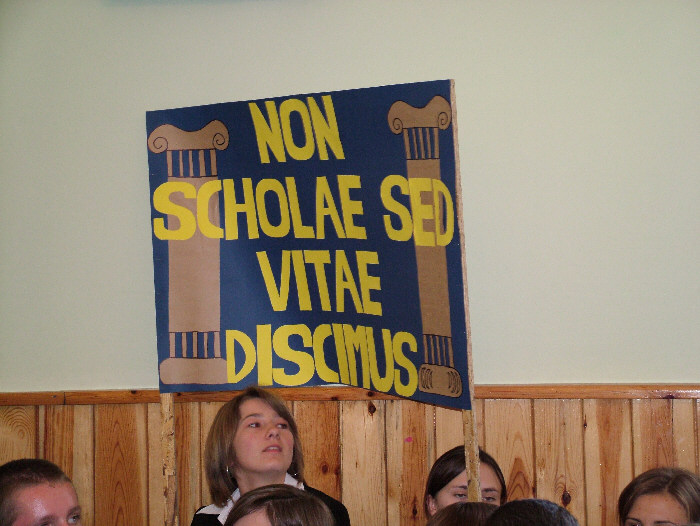 NON
SCHOLAE SED
VITAE
DISCIMUS